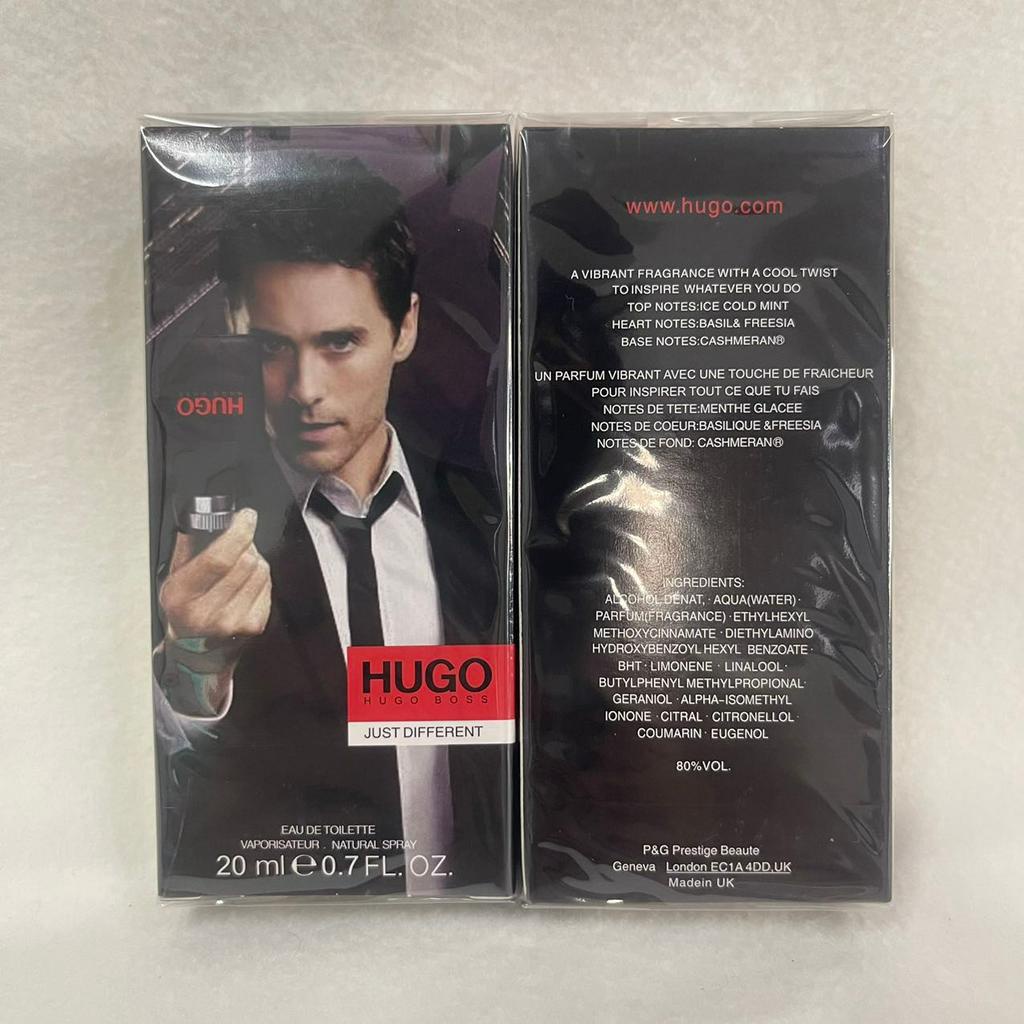 HUGO
HUGO
HUGO BOSS
JUST DIFFERENT
EAU DE TOILETTE
VAPORISATEUR . NATURAL SPRAY
20 ml ℮ 0.7 FL. OZ.
www.hugo.com
A VIBRANT FRAGRANCE WITH A COOL TWIST
TO INSPIRE WHATEVER YOU DO
TOP NOTES:ICE COLD MINT
HEART NOTES:BASIL& FREESIA
BASE NOTES:CASHMERAN®
UN PARFUM VIBRANT AVEC UNE TOUCHE DE FRAICHEUR
POUR INSPIRER TOUT CE QUE TU FAIS
NOTES DE TETE:MENTHE GLACEE
NOTES DE COEUR:BASILIQUE &FREESIA
NOTES DE FOND: CASHMERAN®
INGREDIENTS:
ALCOHOL DENAT, · AQUA(WATER) ·
PARFUM(FRAGRANCE) · ETHYLHEXYL
METHOXYCINNAMATE · DIETHYLAMINO
HYDROXYBENZOYL HEXYL BENZOATE ·
BHT · LIMONENE · LINALOOL ·
BUTYLPHENYL METHYLPROPIONAL·
GERANIOL · ALPHA-ISOMETHYL
IONONE · CITRAL · CITRONELLOL ·
COUMARIN · EUGENOL
80%VOL.
P&G Prestige Beaute
Geneva London EC1A 4DD,UK
Madein UK